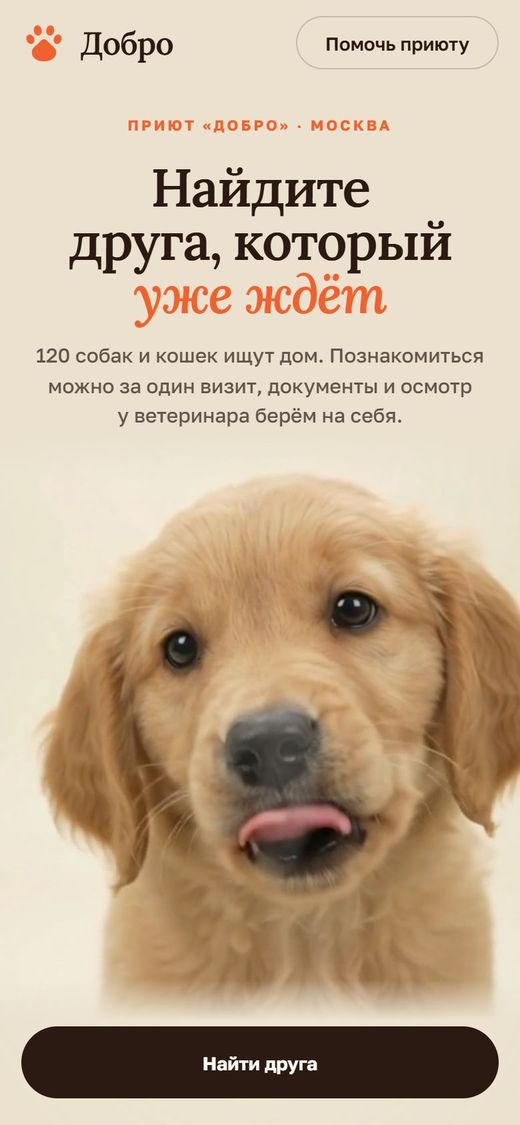 Добро
Помочь приюту
ПРИЮТ «ДОБРО» · МОСКВА
Найдите
друга, который
уже ждёт
120 собак и кошек ищут дом. Познакомиться
можно за один визит, документы и осмотр
у ветеринара берём на себя.
Найти друга